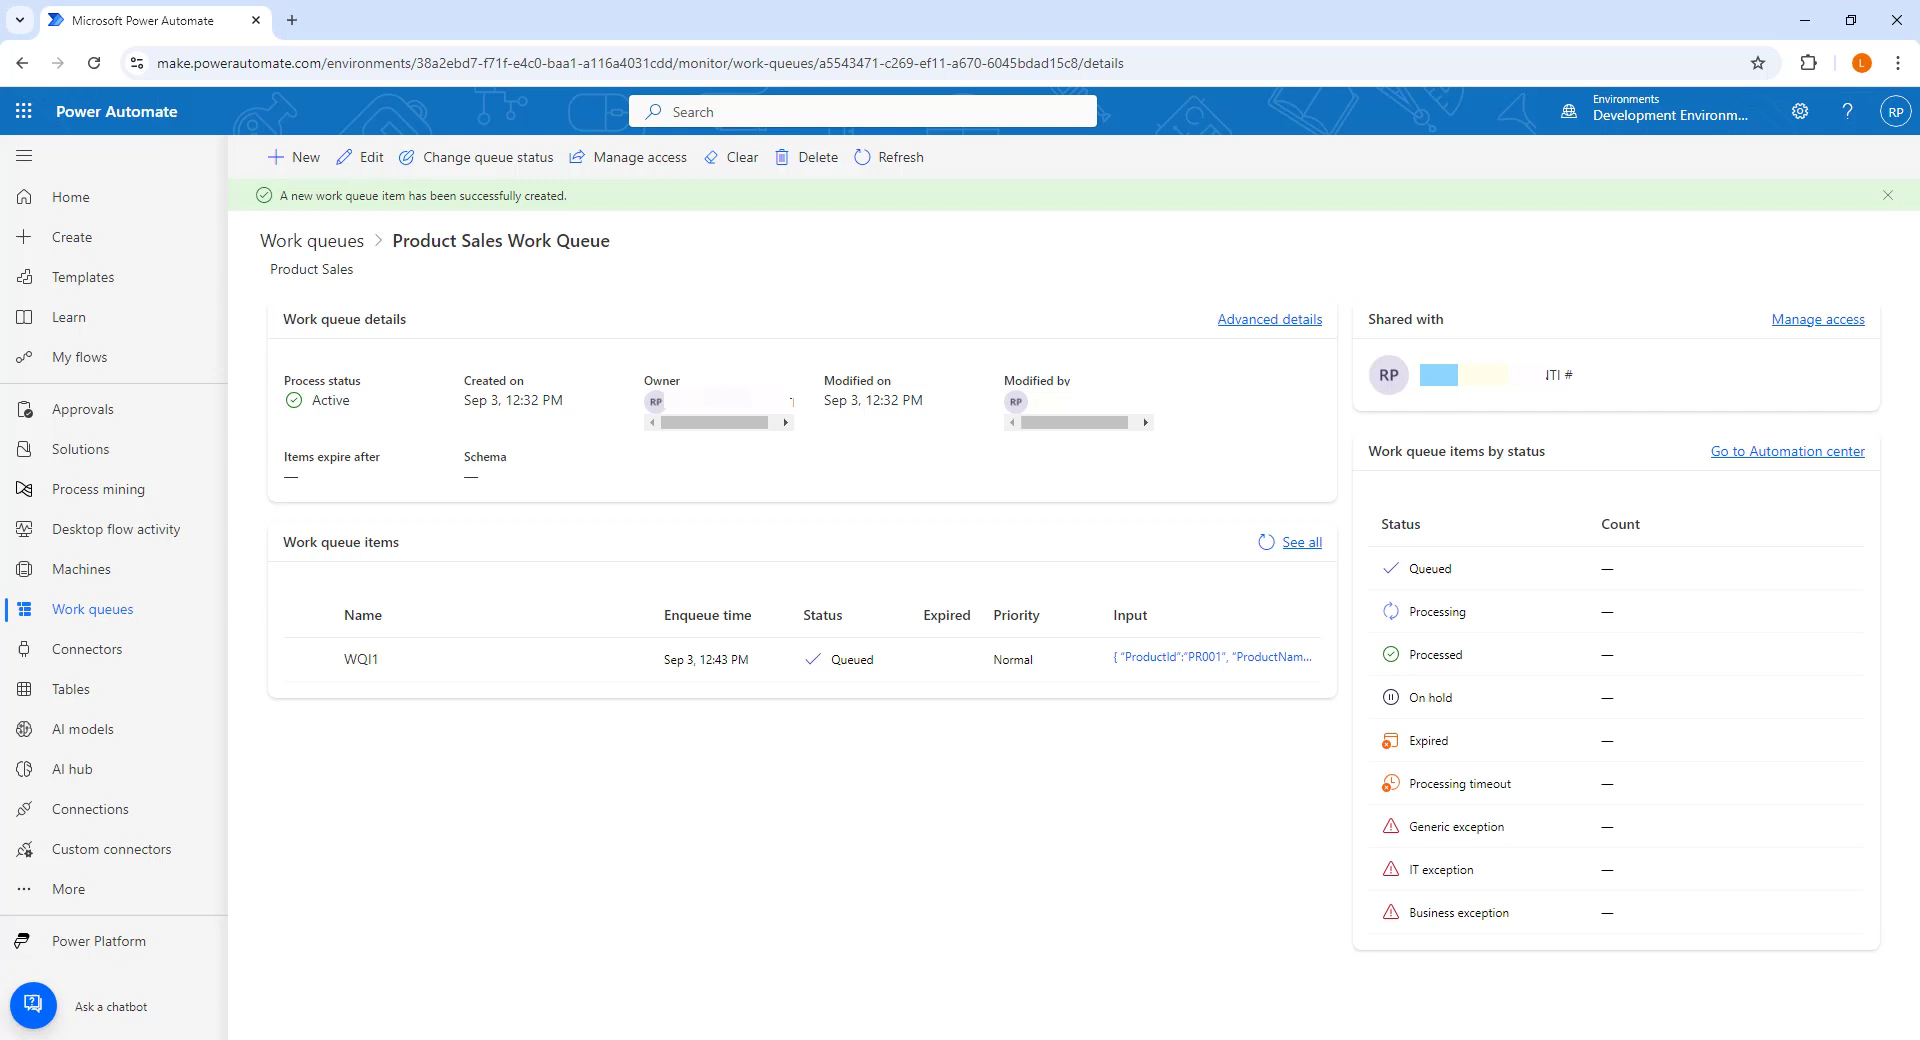 Microsoft Power Automate
make.powerautomate.com/environments/38a2ebd7-f71f-e4c0-baa1-a116a4031cdd/monitor/work-queues/a5543471-c269-ef11-a670-6045bdad15c8/details
L
Power Automate
Search
Environments
Development Environm...
RP
New Edit Change queue status Manage access Clear Delete Refresh
A new work queue item has been successfully created.
Home
Create
Templates
Learn
My flows
Approvals
Solutions
Process mining
Desktop flow activity
Machines
Work queues
Connectors
Tables
AI models
AI hub
Connections
Custom connectors
More
Power Platform
Ask a chatbot
Work queues > Product Sales Work Queue
Product Sales
Work queue details Advanced details
Process status Created on Owner Modified on Modified by
Active Sep 3, 12:32 PM RP Sep 3, 12:32 PM RP
Items expire after Schema
— —
Work queue items See all
Name Enqueue time Status Expired Priority Input
WQI1 Sep 3, 12:43 PM Queued Normal { "ProductId":"PR001", "ProductNam...
Shared with Manage access
RP NTI #
Work queue items by status Go to Automation center
Status Count
Queued —
Processing —
Processed —
On hold —
Expired —
Processing timeout —
Generic exception —
IT exception —
Business exception —